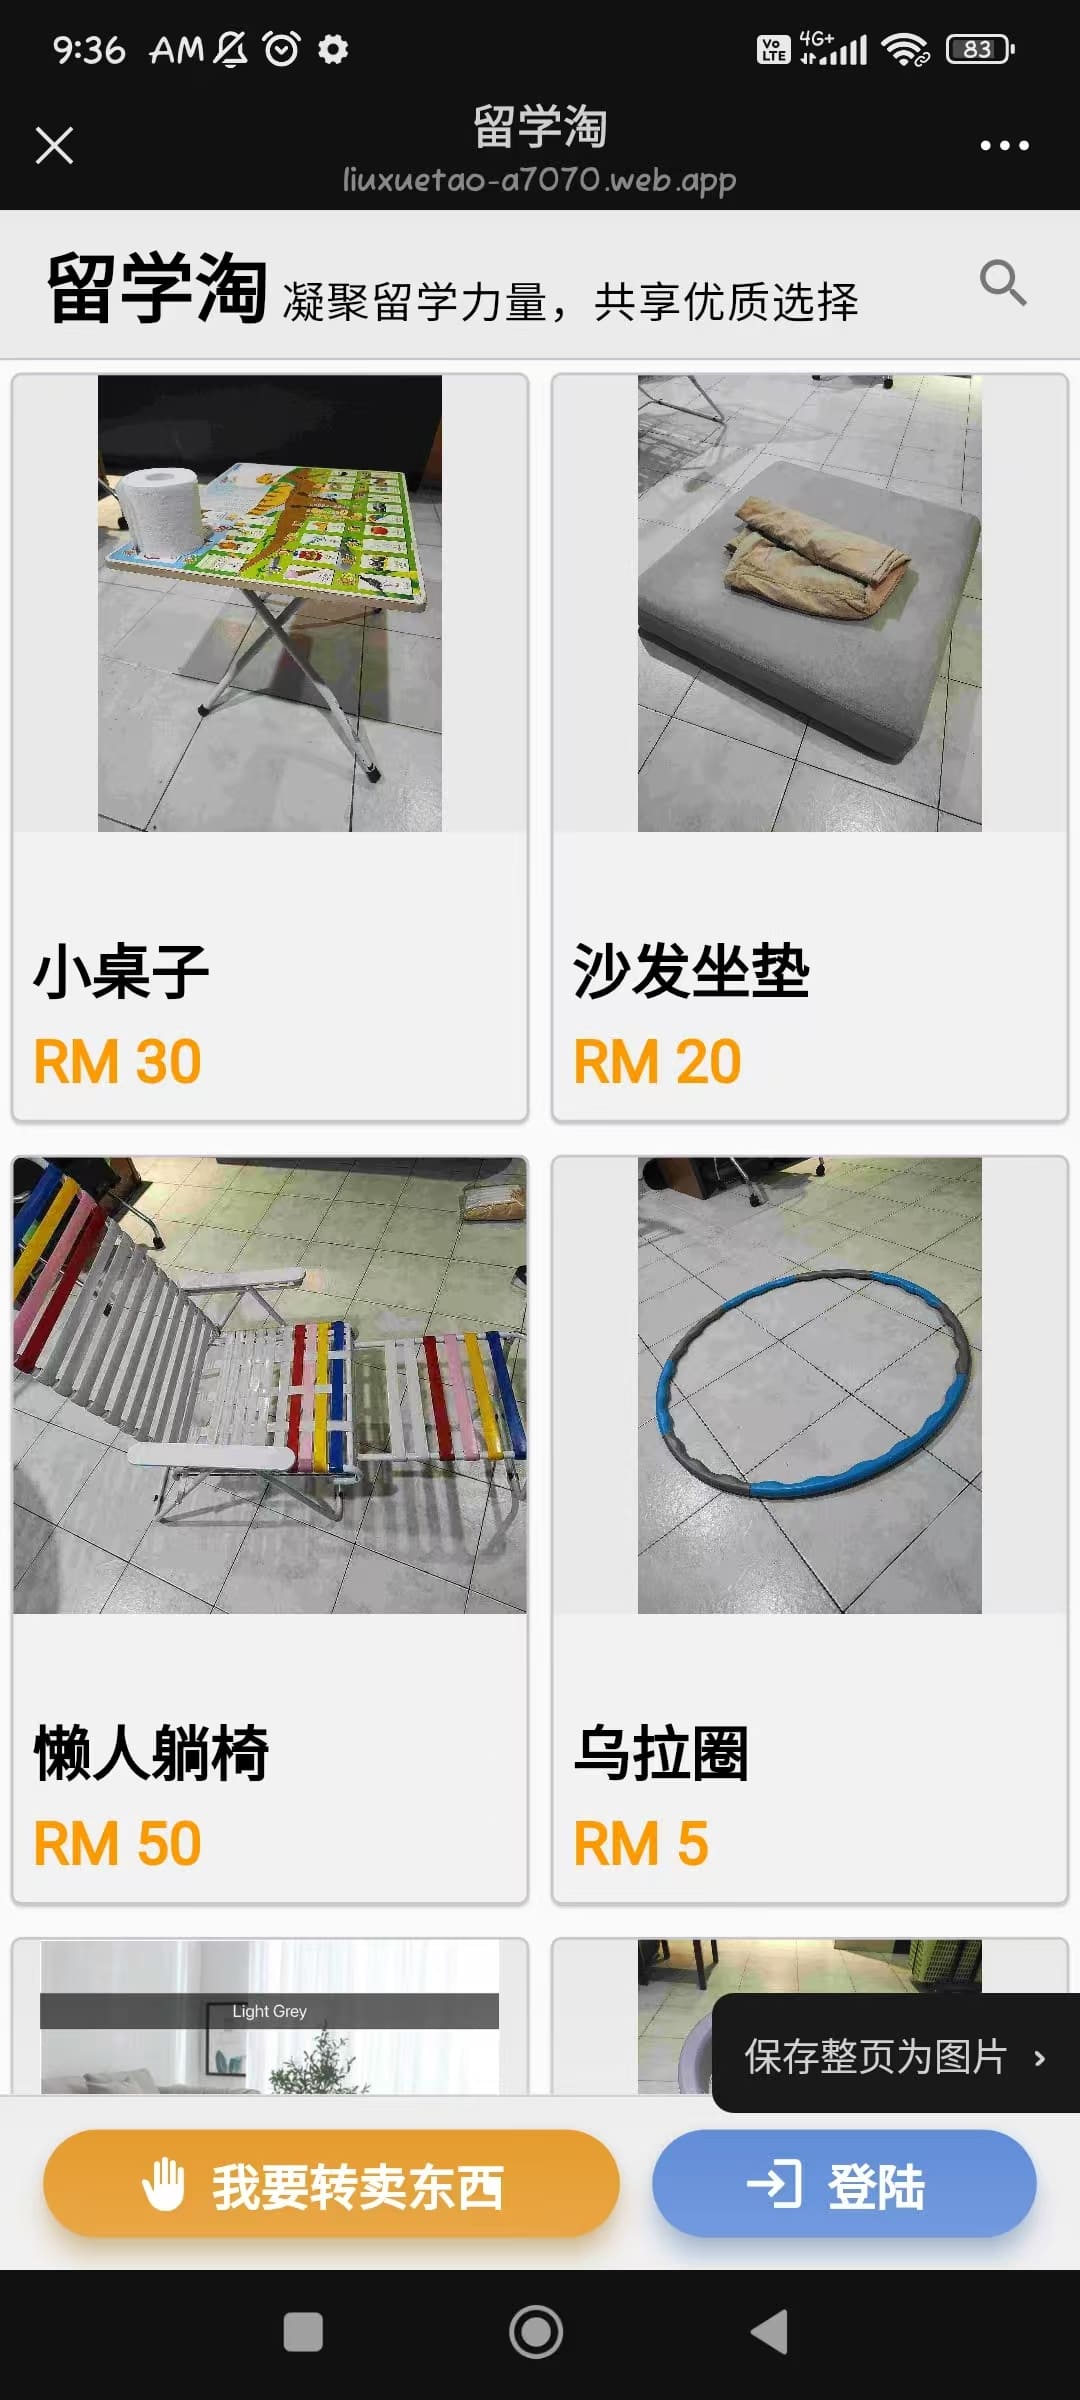 9:36 AM
VoLTE 4G+ 83
留学淘
liuxuetao-a7070.web.app
留学淘 凝聚留学力量，共享优质选择
小桌子
RM 30
沙发坐垫
RM 20
懒人躺椅
RM 50
乌拉圈
RM 5
Light Grey
保存整页为图片 ›
我要转卖东西
登陆